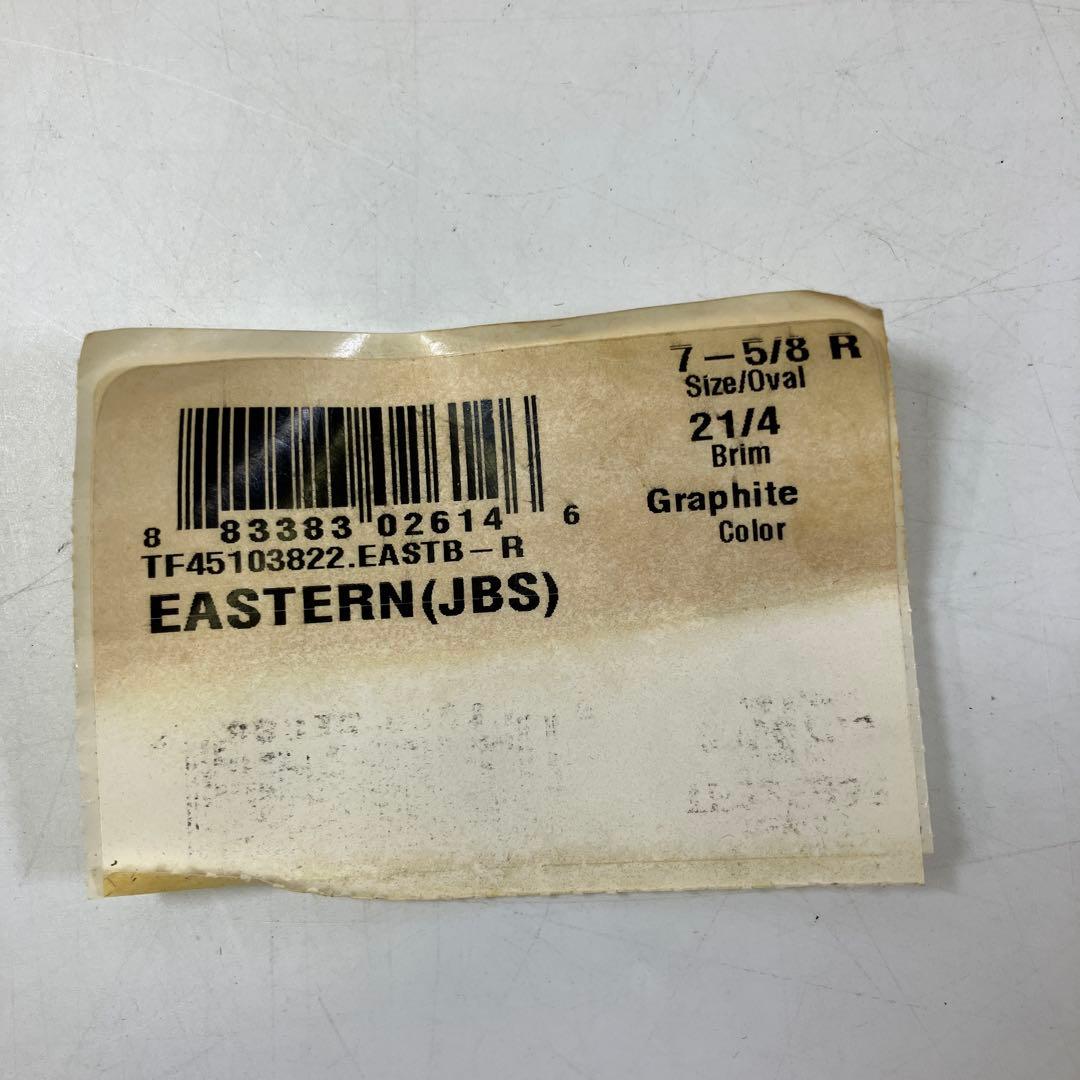 7-5/8 R
Size/Oval
21/4
Brim
Graphite
Color
8 83383 02614 6
TF45103822.EASTB-R
EASTERN(JBS)